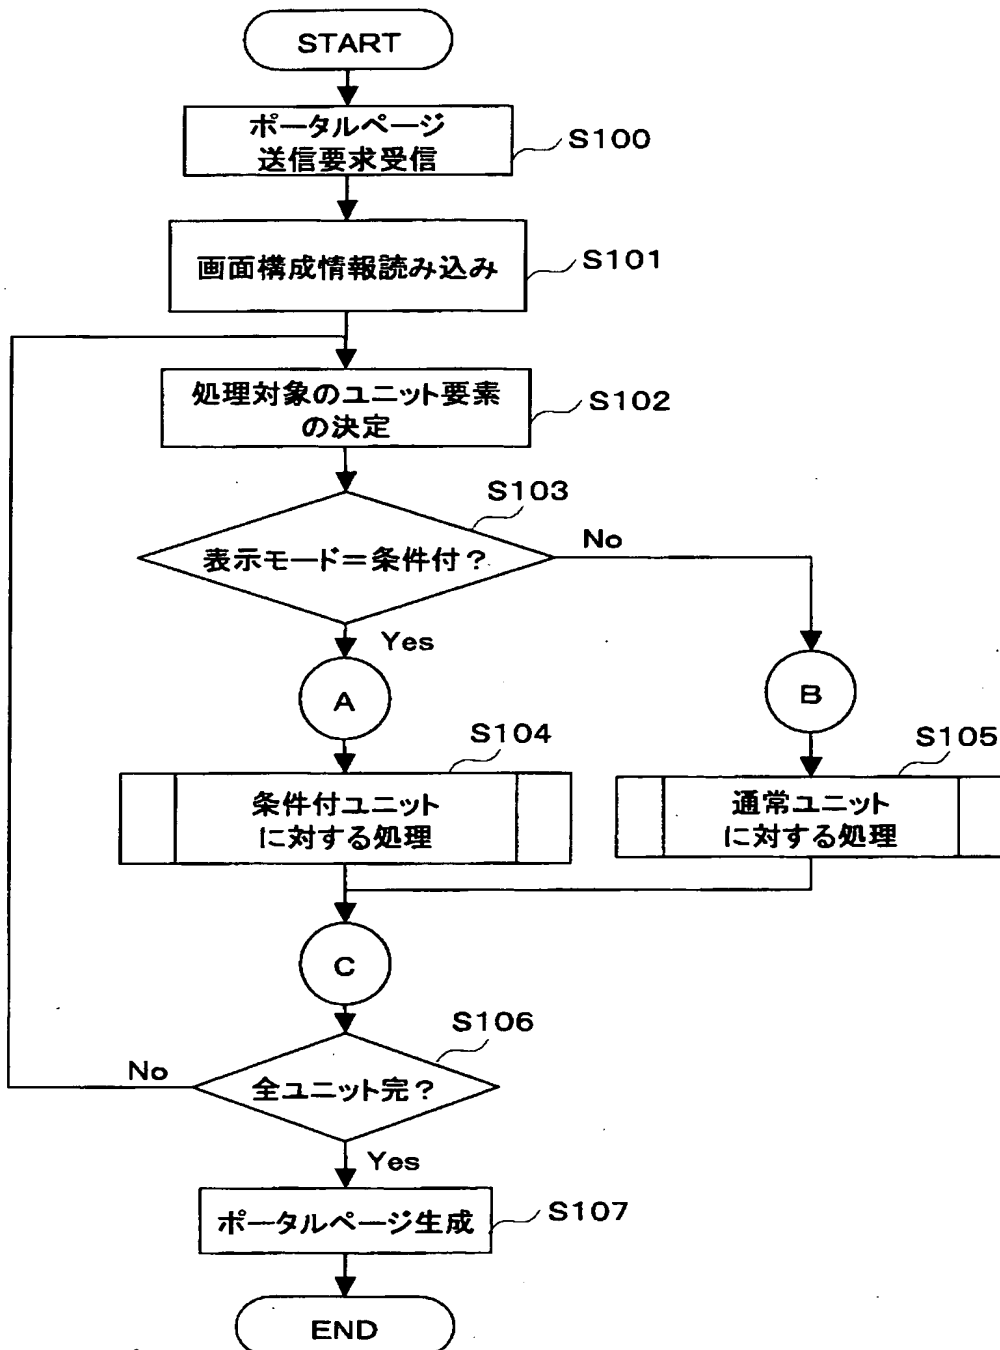 START
ポータルページ
送信要求受信
S100
画面構成情報読み込み
S101
処理対象のユニット要素
の決定
S102
S103
表示モード＝条件付？
No
Yes
A
B
S104
条件付ユニット
に対する処理
S105
通常ユニット
に対する処理
C
S106
全ユニット完？
No
Yes
ポータルページ生成
S107
END